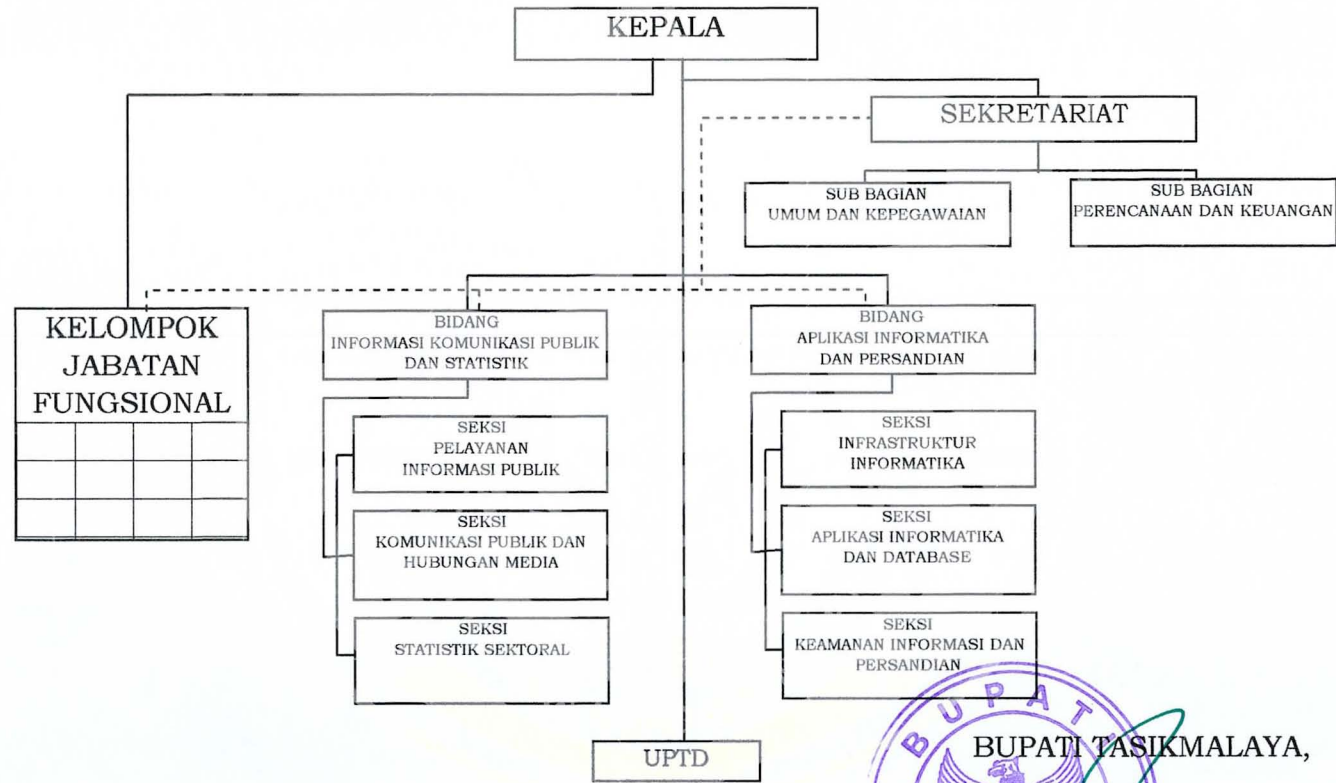 KEPALA
SEKRETARIAT
SUB BAGIAN
UMUM DAN KEPEGAWAIAN
SUB BAGIAN
PERENCANAAN DAN KEUANGAN
KELOMPOK
JABATAN
FUNGSIONAL
BIDANG
INFORMASI KOMUNIKASI PUBLIK
DAN STATISTIK
SEKSI
PELAYANAN
INFORMASI PUBLIK
SEKSI
KOMUNIKASI PUBLIK DAN
HUBUNGAN MEDIA
SEKSI
STATISTIK SEKTORAL
BIDANG
APLIKASI INFORMATIKA
DAN PERSANDIAN
SEKSI
INFRASTRUKTUR
INFORMATIKA
SEKSI
APLIKASI INFORMATIKA
DAN DATABASE
SEKSI
KEAMANAN INFORMASI DAN
PERSANDIAN
UPTD
BUPAT
BUPATI TASIKMALAYA,